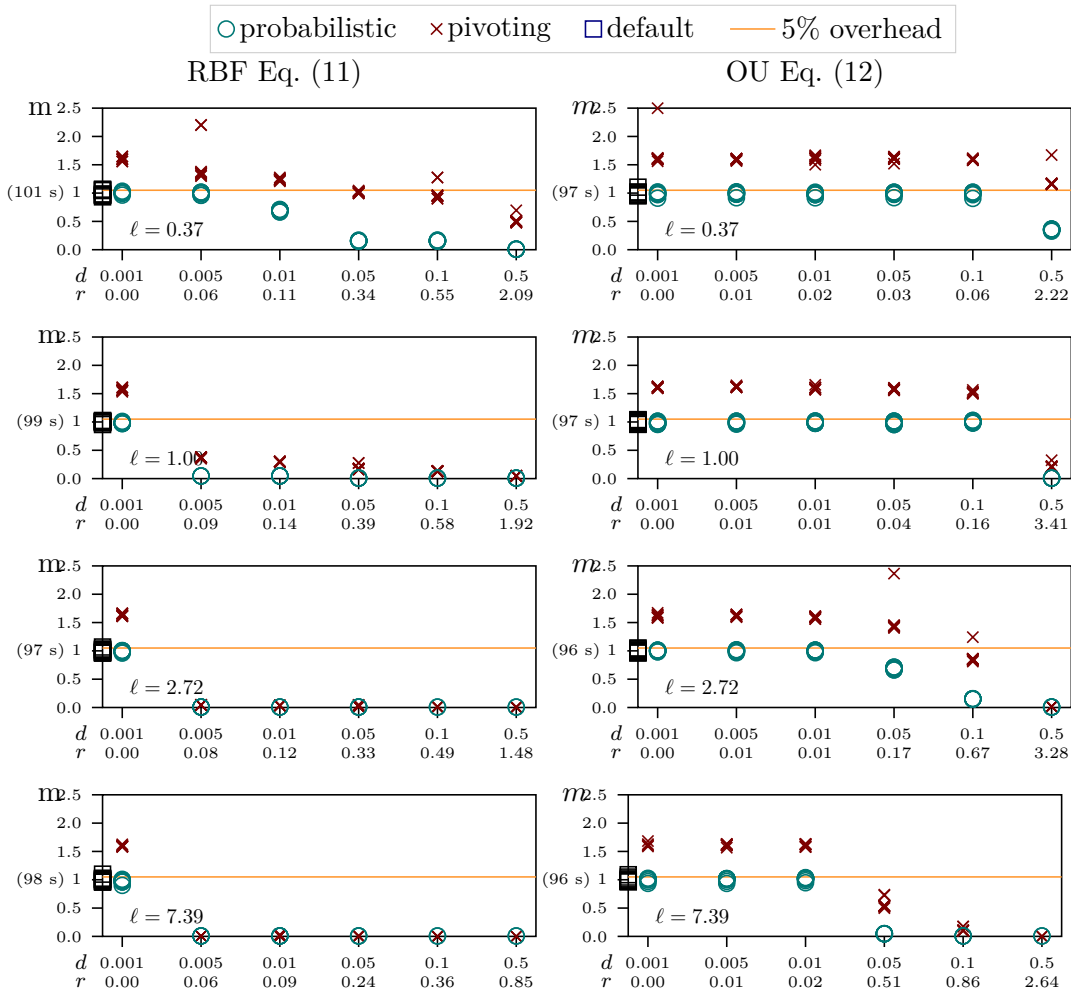 probabilistic pivoting default 5% overhead
RBF Eq. (11) OU Eq. (12)
m 2.5 2.0 1.5 (101 s) 1 0.5 0.0
ℓ = 0.37
d 0.001 0.005 0.01 0.05 0.1 0.5
r 0.00 0.06 0.11 0.34 0.55 2.09
m 2.5 2.0 1.5 (97 s) 1 0.5 0.0
ℓ = 0.37
d 0.001 0.005 0.01 0.05 0.1 0.5
r 0.00 0.01 0.02 0.03 0.06 2.22
m 2.5 2.0 1.5 (99 s) 1 0.5 0.0
ℓ = 1.00
d 0.001 0.005 0.01 0.05 0.1 0.5
r 0.00 0.09 0.14 0.39 0.58 1.92
m 2.5 2.0 1.5 (97 s) 1 0.5 0.0
ℓ = 1.00
d 0.001 0.005 0.01 0.05 0.1 0.5
r 0.00 0.01 0.01 0.04 0.16 3.41
m 2.5 2.0 1.5 (97 s) 1 0.5 0.0
ℓ = 2.72
d 0.001 0.005 0.01 0.05 0.1 0.5
r 0.00 0.08 0.12 0.33 0.49 1.48
m 2.5 2.0 1.5 (96 s) 1 0.5 0.0
ℓ = 2.72
d 0.001 0.005 0.01 0.05 0.1 0.5
r 0.00 0.01 0.01 0.17 0.67 3.28
m 2.5 2.0 1.5 (98 s) 1 0.5 0.0
ℓ = 7.39
d 0.001 0.005 0.01 0.05 0.1 0.5
r 0.00 0.06 0.09 0.24 0.36 0.85
m 2.5 2.0 1.5 (96 s) 1 0.5 0.0
ℓ = 7.39
d 0.001 0.005 0.01 0.05 0.1 0.5
r 0.00 0.01 0.02 0.51 0.86 2.64